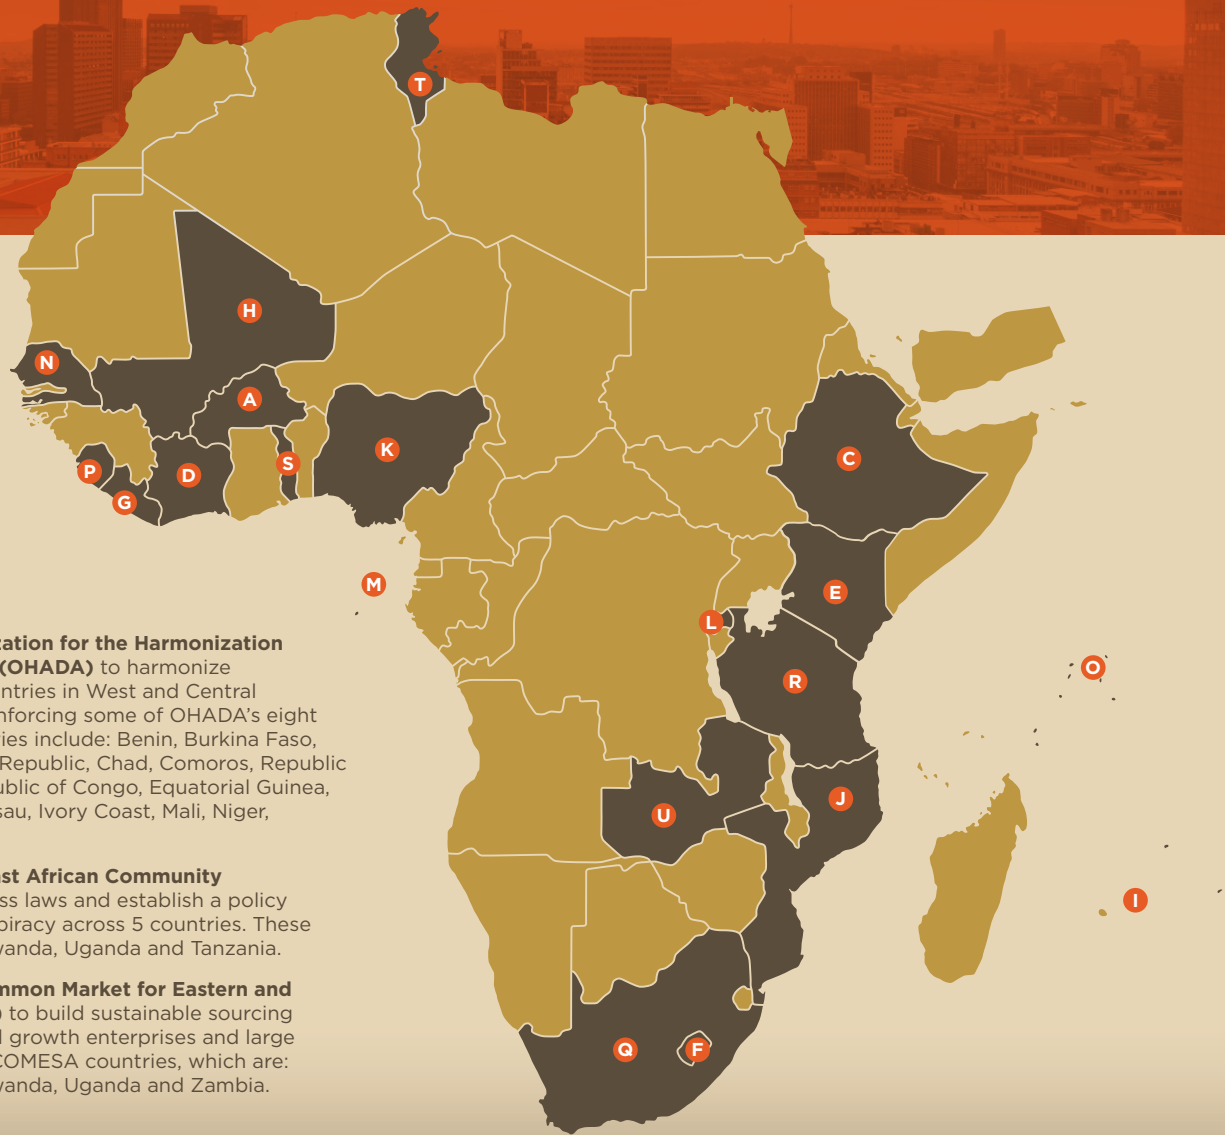 T
H
N
A
K
C
S
P
D
G
M
E
L
O
R
J
U
I
Q
F
zation for the Harmonization
(OHADA) to harmonize
ntries in West and Central
nforcing some of OHADA's eight
ries include: Benin, Burkina Faso,
Republic, Chad, Comoros, Republic
ublic of Congo, Equatorial Guinea,
sau, Ivory Coast, Mali, Niger,
st African Community
ss laws and establish a policy
piracy across 5 countries. These
wanda, Uganda and Tanzania.
mmon Market for Eastern and
) to build sustainable sourcing
l growth enterprises and large
COMESA countries, which are:
wanda, Uganda and Zambia.